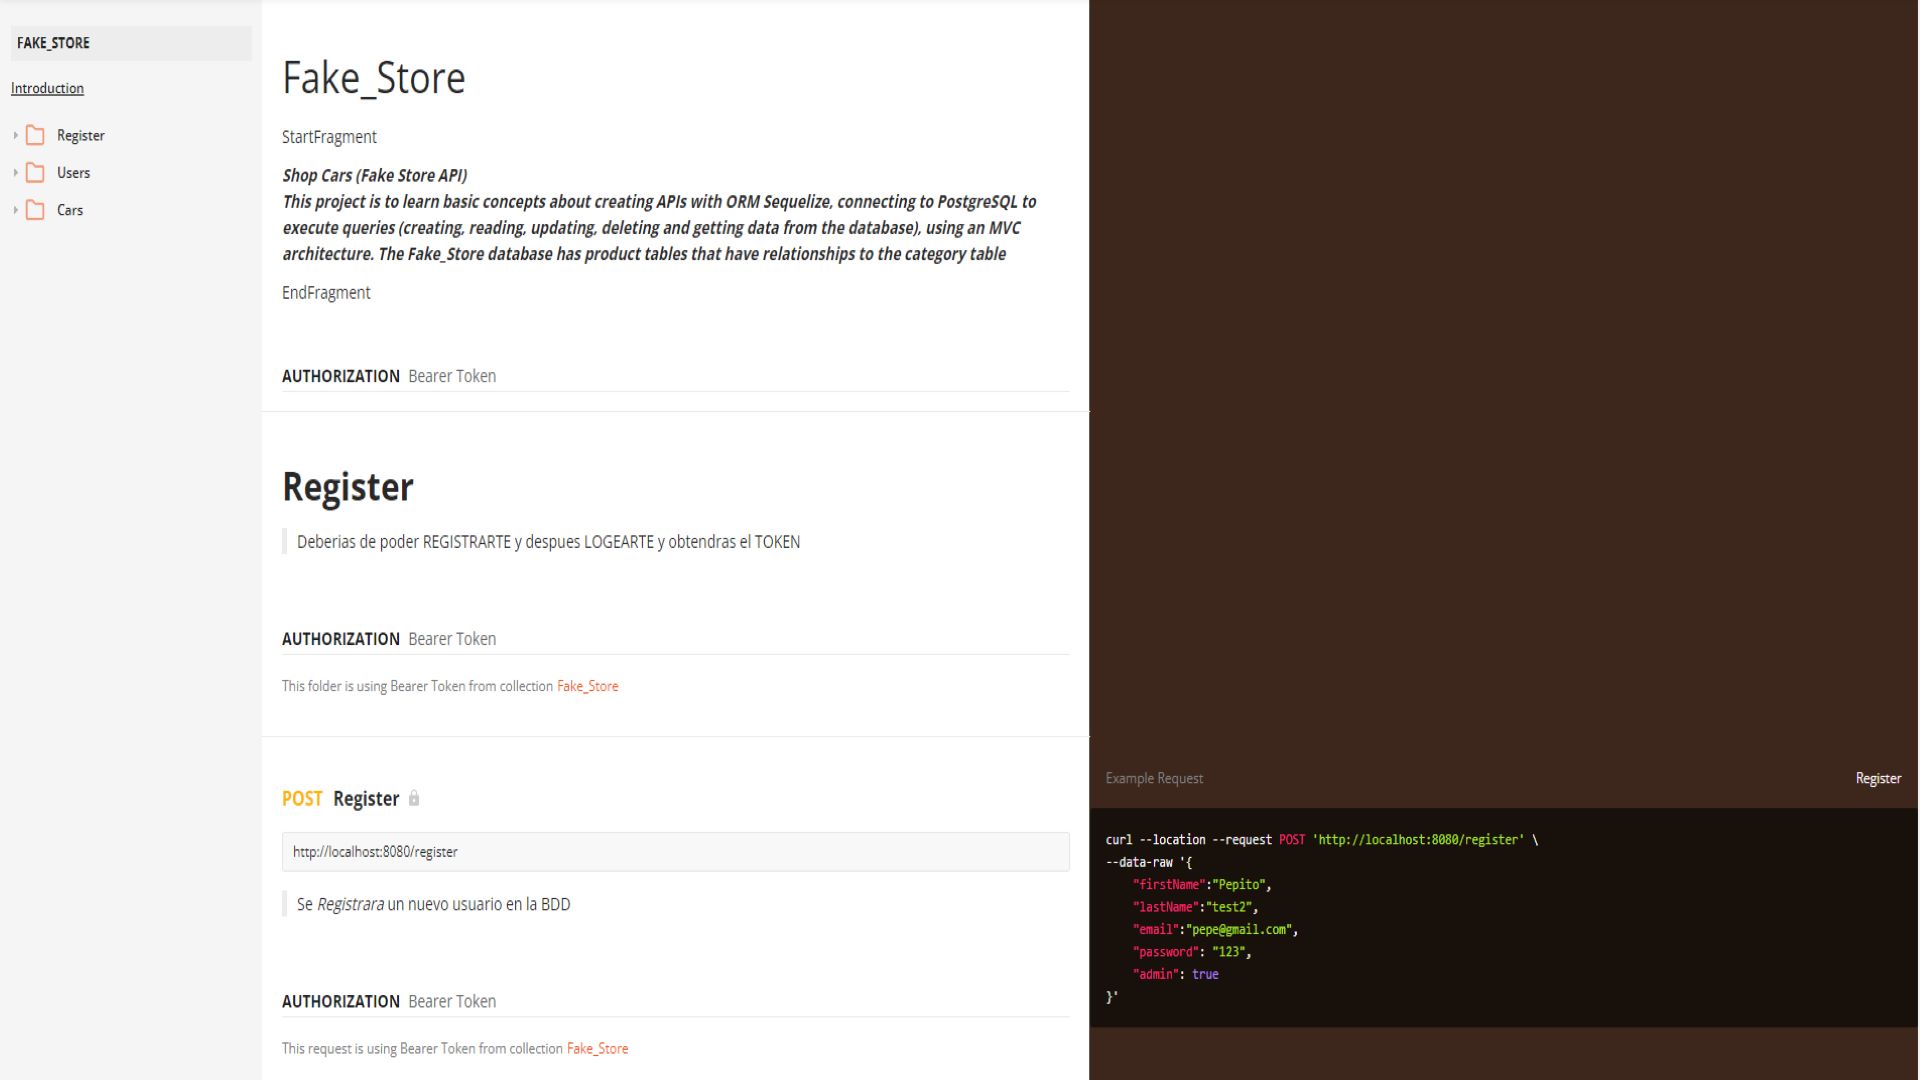 FAKE_STORE
Introduction
Register
Users
Cars
Fake_Store
StartFragment
Shop Cars (Fake Store API)
This project is to learn basic concepts about creating APIs with ORM Sequelize, connecting to PostgreSQL to
execute queries (creating, reading, updating, deleting and getting data from the database), using an MVC
architecture. The Fake_Store database has product tables that have relationships to the category table
EndFragment
AUTHORIZATION Bearer Token
Register
Deberias de poder REGISTRARTE y despues LOGEARTE y obtendras el TOKEN
AUTHORIZATION Bearer Token
This folder is using Bearer Token from collection Fake_Store
POST Register
http://localhost:8080/register
Se Registrara un nuevo usuario en la BDD
AUTHORIZATION Bearer Token
This request is using Bearer Token from collection Fake_Store
Example Request
Register
curl --location --request POST 'http://localhost:8080/register' \
--data-raw '{
"firstName":"Pepito",
"lastName":"test2",
"email":"pepe@gmail.com",
"password": "123",
"admin": true
}'